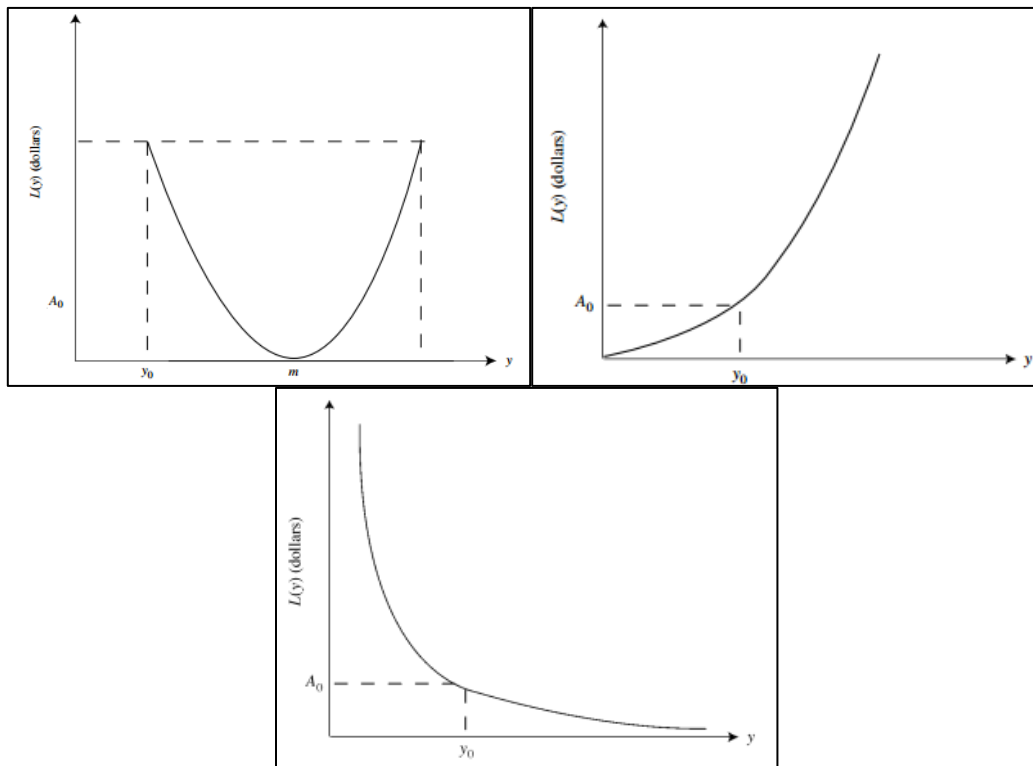 L(y) (dollars)
A₀
y₀
m
y
L(y) (dollars)
A₀
y₀
y
L(y) (dollars)
A₀
y₀
y